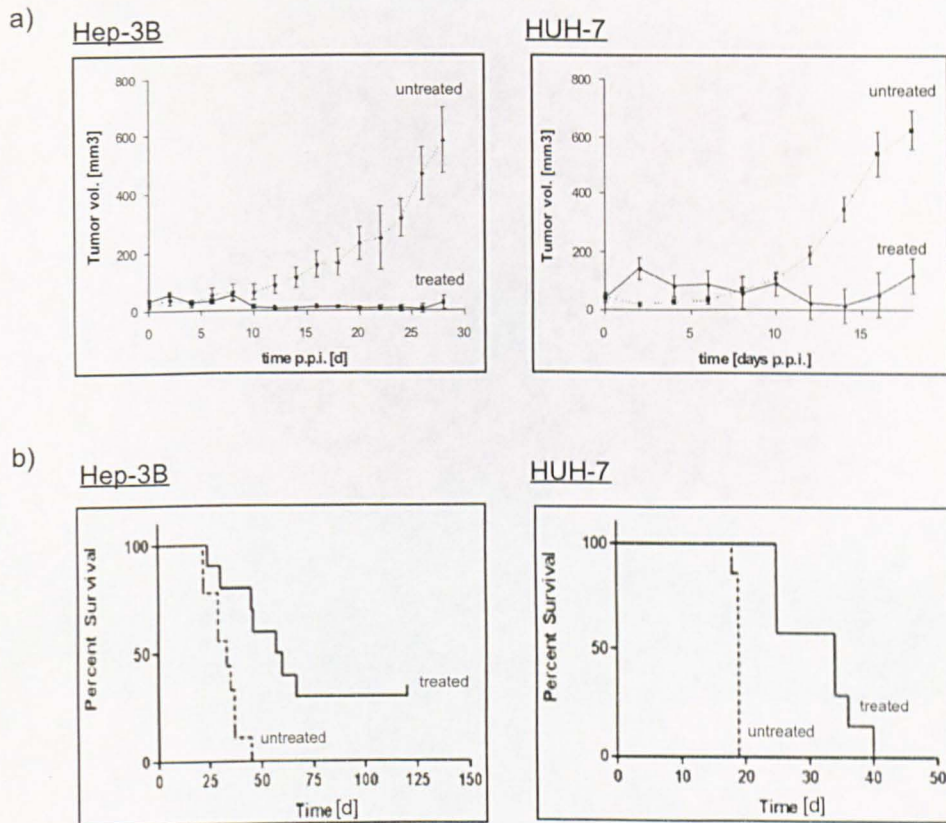 a)
Hep-3B
HUH-7
800
600
400
200
0
Tumor vol. [mm3]
untreated
treated
0 5 10 15 20 25 30
time p.p.i. [d]
800
600
400
200
0
Tumor vol. [mm3]
untreated
treated
0 5 10 15
time [days p.p.i.]
b)
Hep-3B
HUH-7
100
50
0
Percent Survival
treated
untreated
0 25 50 75 100 125 150
Time [d]
100
50
0
Percent Survival
treated
untreated
0 10 20 30 40 50
Time [d]